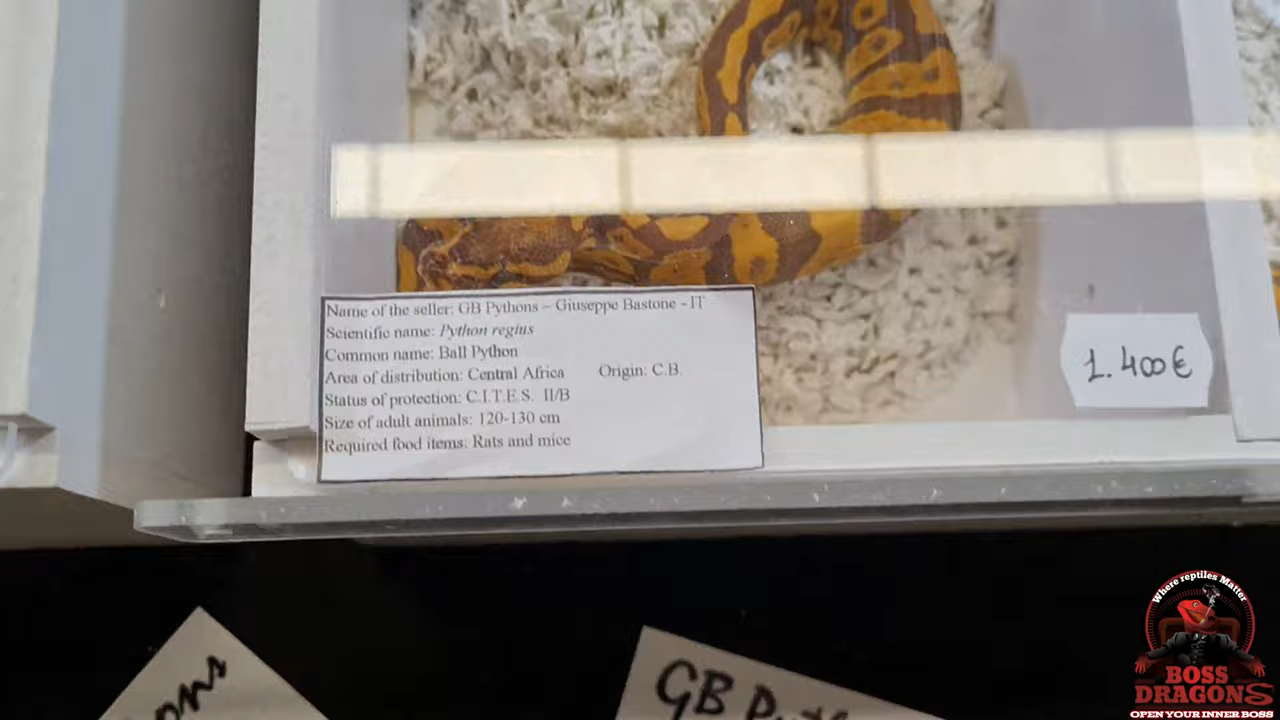 Name of the seller: GB Pythons – Giuseppe Bastone - IT
Scientific name: Python regius
Common name: Ball Python
Area of distribution: Central Africa Origin: C.B.
Status of protection: C.I.T.E.S. II/B
Size of adult animals: 120-130 cm
Required food items: Rats and mice
1.400€
GB
Where reptiles Matter
BOSS
DRAGONS
OPEN YOUR INNER BOSS